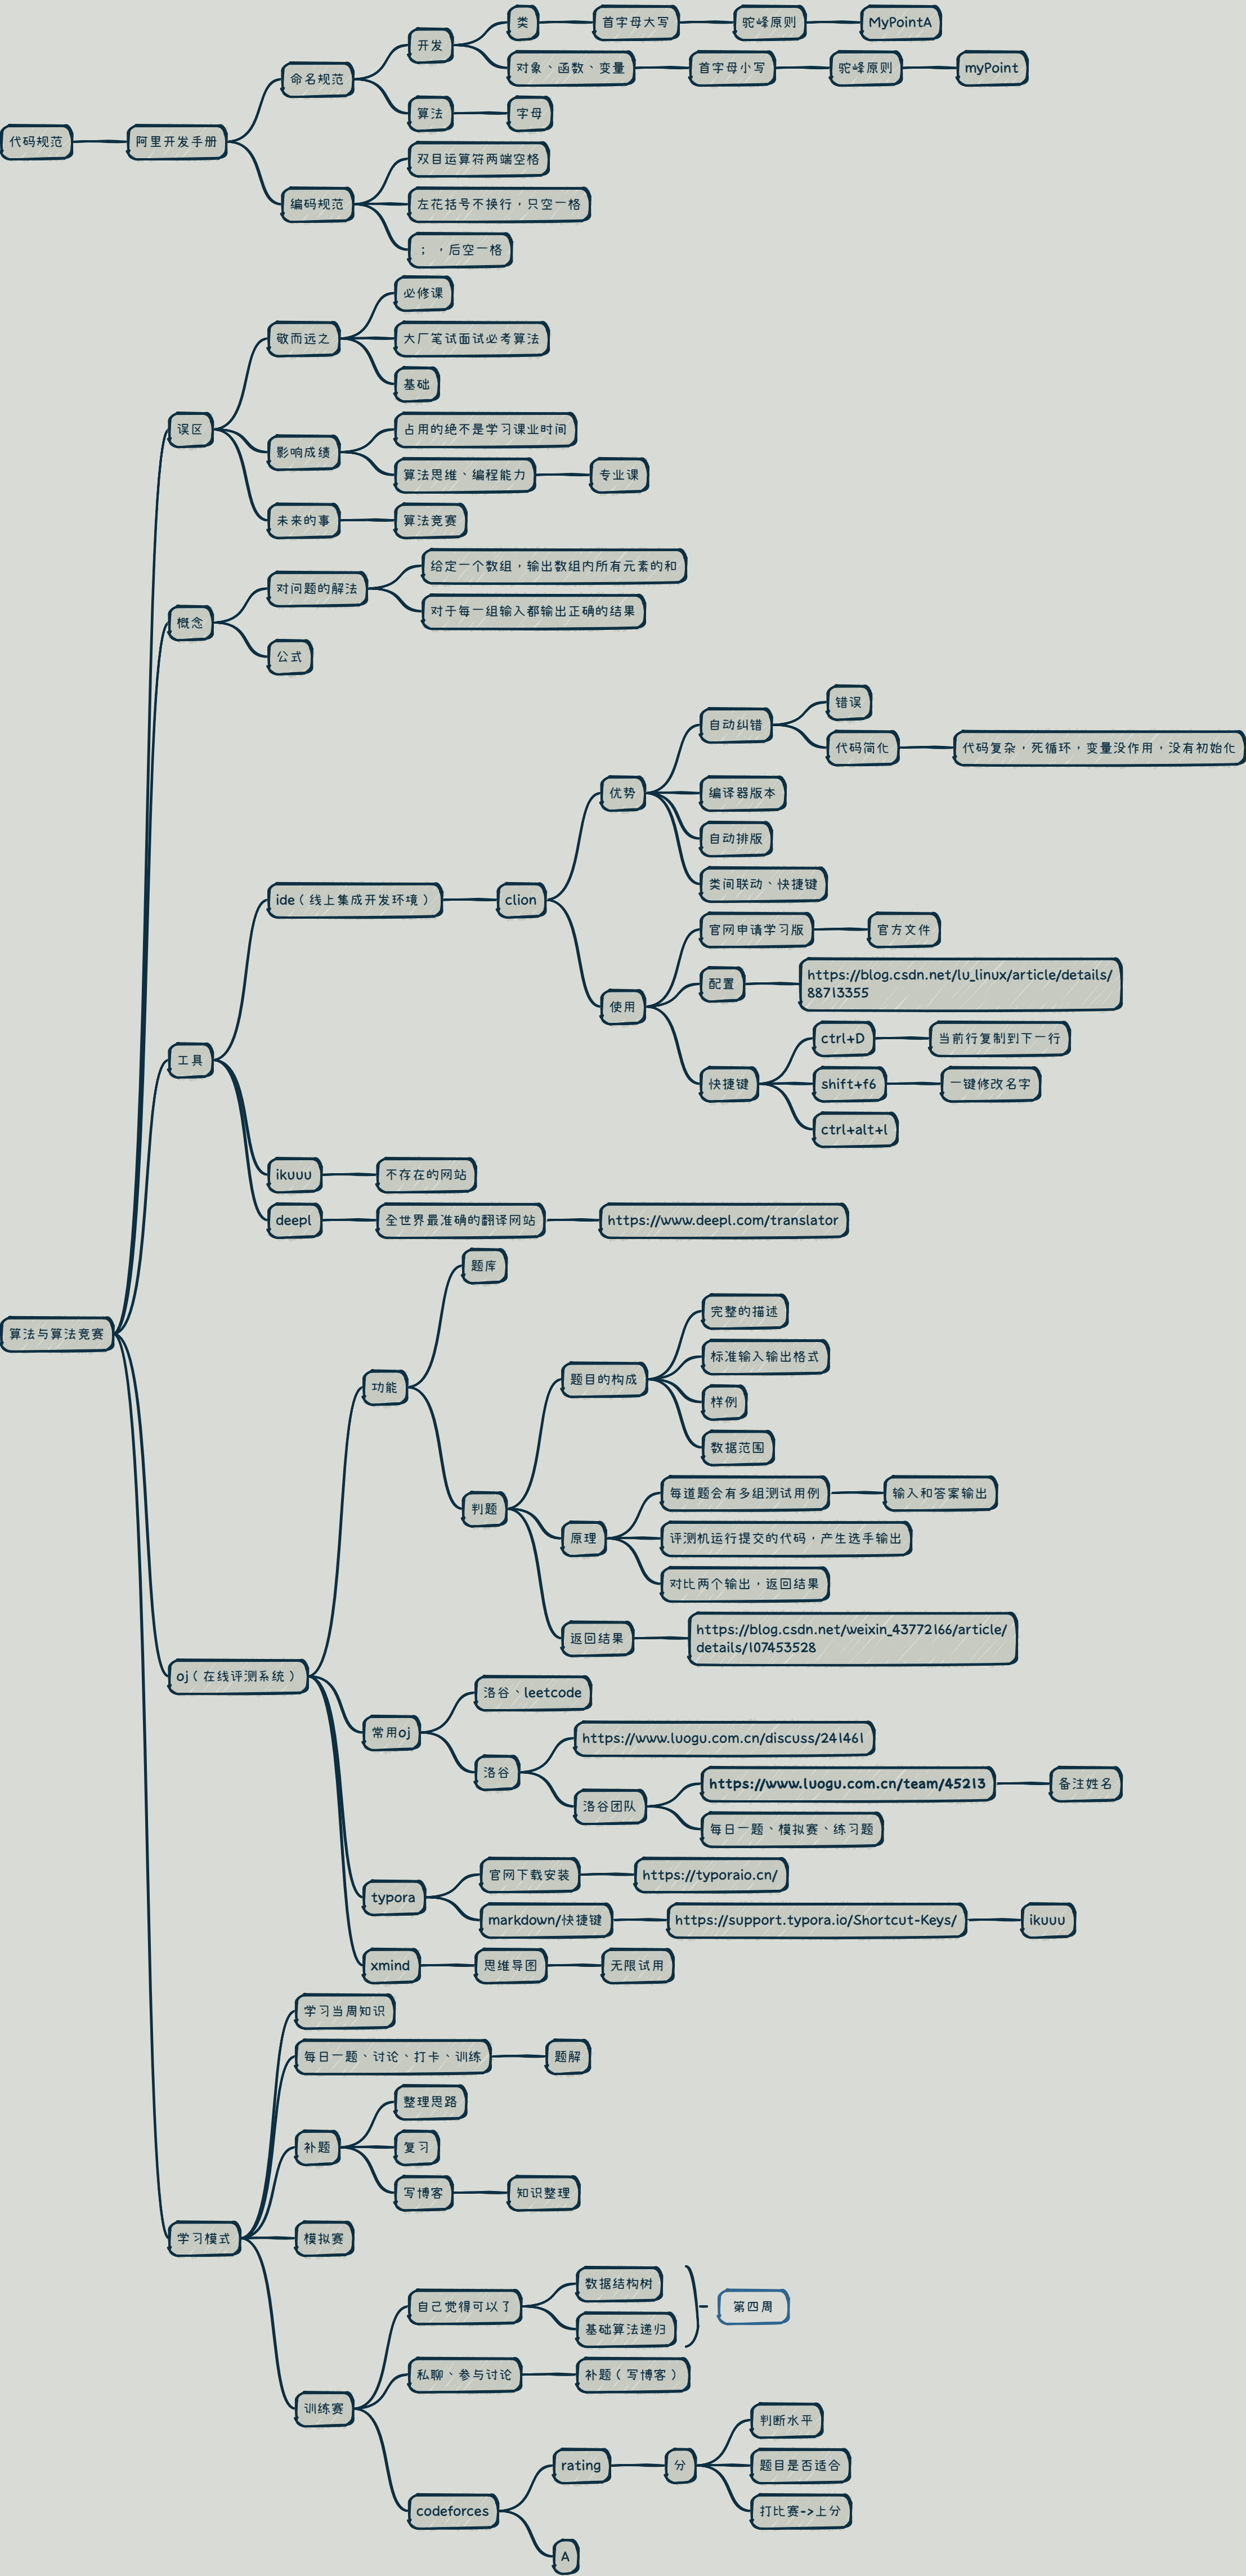 代码规范
阿里开发手册
命名规范
开发
类
首字母大写
驼峰原则
MyPointA
对象、函数、变量
首字母小写
驼峰原则
myPoint
算法
字母
编码规范
双目运算符两端空格
左花括号不换行，只空一格
； ，后空一格
算法与算法竞赛
误区
敬而远之
必修课
大厂笔试面试必考算法
基础
影响成绩
占用的绝不是学习课业时间
算法思维、编程能力
专业课
未来的事
算法竞赛
概念
对问题的解法
给定一个数组，输出数组内所有元素的和
对于每一组输入都输出正确的结果
公式
工具
ide（线上集成开发环境）
clion
优势
自动纠错
错误
代码简化
代码复杂，死循环，变量没作用，没有初始化
编译器版本
自动排版
类间联动、快捷键
使用
官网申请学习版
官方文件
配置
https://blog.csdn.net/lu_linux/article/details/
88713355
快捷键
ctrl+D
当前行复制到下一行
shift+f6
一键修改名字
ctrl+alt+l
ikuuu
不存在的网站
deepl
全世界最准确的翻译网站
https://www.deepl.com/translator
oj（在线评测系统）
功能
题库
判题
题目的构成
完整的描述
标准输入输出格式
样例
数据范围
原理
每道题会有多组测试用例
输入和答案输出
评测机运行提交的代码，产生选手输出
对比两个输出，返回结果
返回结果
https://blog.csdn.net/weixin_43772166/article/
details/107453528
常用oj
洛谷、leetcode
洛谷
https://www.luogu.com.cn/discuss/241461
洛谷团队
https://www.luogu.com.cn/team/45213
备注姓名
每日一题、模拟赛、练习题
typora
官网下载安装
https://typoraio.cn/
markdown/快捷键
https://support.typora.io/Shortcut-Keys/
ikuuu
xmind
思维导图
无限试用
学习模式
学习当周知识
每日一题、讨论、打卡、训练
题解
补题
整理思路
复习
写博客
知识整理
模拟赛
训练赛
自己觉得可以了
数据结构树
基础算法递归
第四周
私聊、参与讨论
补题（写博客）
codeforces
rating
分
判断水平
题目是否适合
打比赛->上分
A